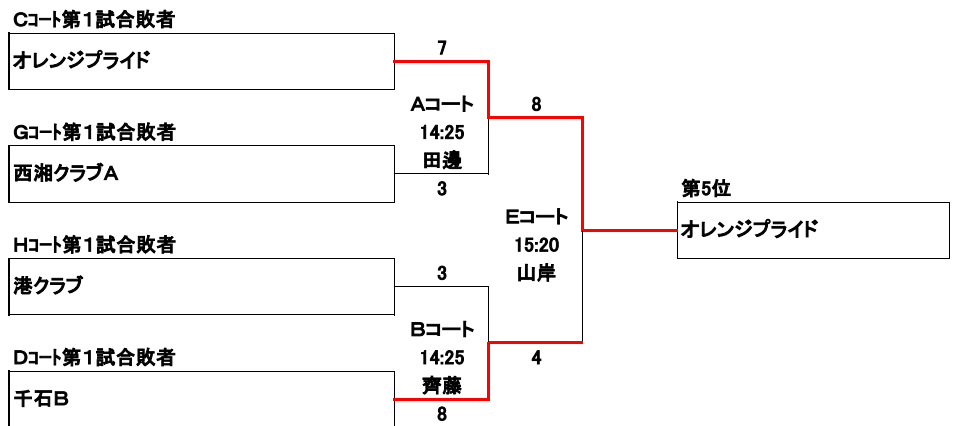 Cコート第1試合敗者
オレンジプライド
7
Aコート
14:25
田邊
8
Gコート第1試合敗者
西湘クラブA
3
第5位
オレンジプライド
Eコート
15:20
山岸
Hコート第1試合敗者
港クラブ
3
Bコート
14:25
齊藤
4
Dコート第1試合敗者
千石B
8